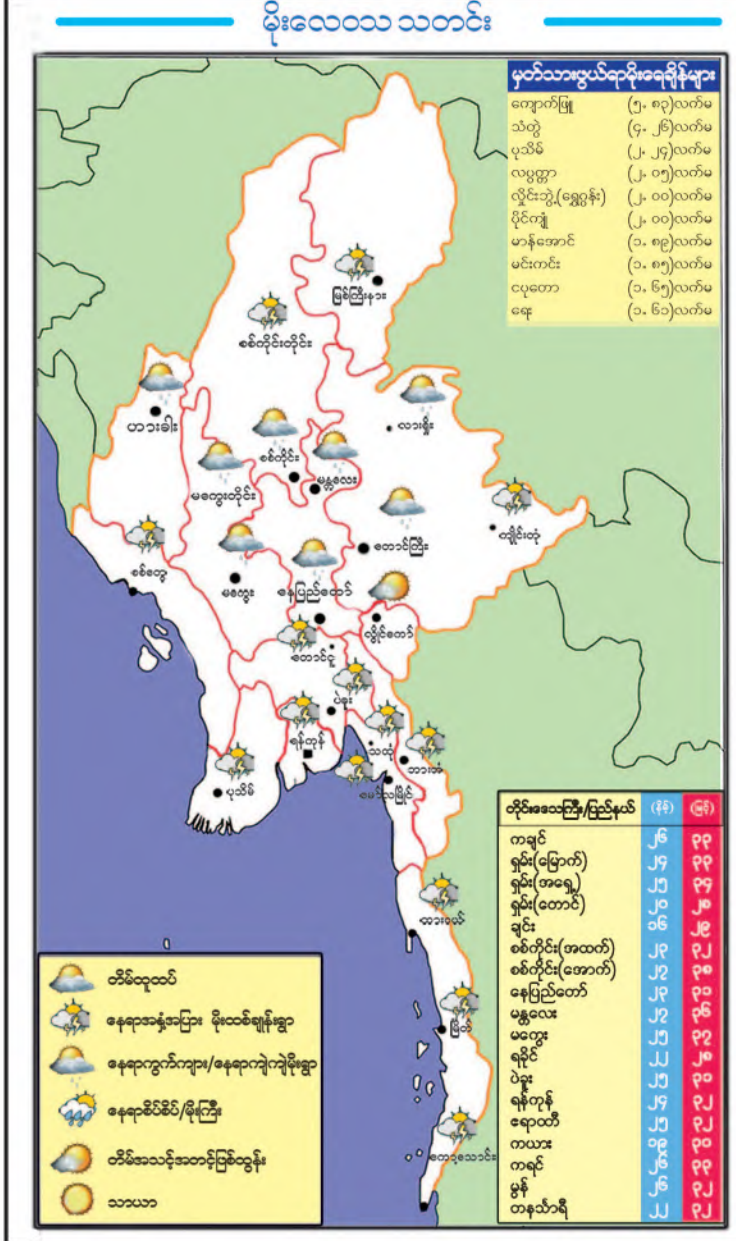 မိုးလေဝသ သတင်း
မှတ်သားဖွယ်ရာမိုးရေချိန်များ
ကျောက်ဖြူ (၅. ၈၃)လက်မ
သံတွဲ (၄. ၂၆)လက်မ
ပုသိမ် (၂. ၂၄)လက်မ
လပွတ္တာ (၂. ၀၅)လက်မ
လှိုင်းဘွဲ့(ရွှေဂွန်း) (၂. ၀၀)လက်မ
ပိုင်ကျုံ (၂. ၀၀)လက်မ
မာန်အောင် (၁. ၈၉)လက်မ
မင်းကင်း (၁. ၈၅)လက်မ
ငပုတော (၁. ၆၅)လက်မ
ရေး (၁. ၆၁)လက်မ
မြစ်ကြီးနား
စစ်ကိုင်းတိုင်း
ဟားခါး
လားရှိုး
စစ်ကိုင်း
မန္တလေး
မကွေးတိုင်း
ကျိုင်းတုံ
တောင်ကြီး
စစ်တွေ
မကွေး
နေပြည်တော်
လွိုင်ကော်
တောင်ငူ
ပဲခူး
ရန်ကုန်
သထုံ
ဘားအံ
ပုသိမ်
မော်လမြိုင်
ထားဝယ်
မြိတ်
ကော့သောင်း
တိုင်းဒေသကြီး/ပြည်နယ် (နိမ့်) (မြင့်)
ကချင် ၂၆ ၃၃
ရှမ်း(မြောက်) ၂၄ ၃၃
ရှမ်း(အရှေ့) ၂၅ ၃၄
ရှမ်း(တောင်) ၂၀ ၂၈
ချင်း ၁၆ ၂၉
စစ်ကိုင်း(အထက်) ၂၃ ၃၂
စစ်ကိုင်း(အောက်) ၂၇ ၃၈
နေပြည်တော် ၂၃ ၃၁
မန္တလေး ၂၇ ၃၆
မကွေး ၂၅ ၃၇
ရခိုင် ၂၂ ၂၈
ပဲခူး ၂၅ ၃၁
ရန်ကုန် ၂၄ ၃၂
ဧရာဝတီ ၂၅ ၃၂
ကယား ၁၉ ၃၀
ကရင် ၂၆ ၃၃
မွန် ၂၆ ၃၂
တနင်္သာရီ ၂၂ ၃၂
တိမ်ထူထပ်
နေရာအနှံ့အပြား မိုးထစ်ချုန်းရွာ
နေရာကွက်ကျား/နေရာကျဲကျဲမိုးရွာ
နေရာစိပ်စိပ်/မိုးကြီး
တိမ်အသင့်အတင့်ဖြစ်ထွန်း
သာယာ